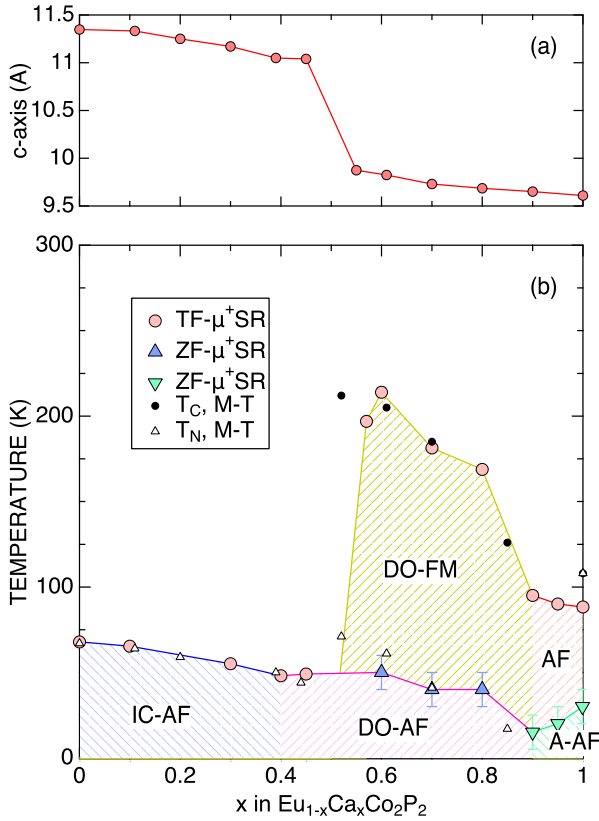 11.5
11
10.5
10
9.5
c-axis (A)
(a)
300
200
100
0
TEMPERATURE (K)
(b)
TF-μ⁺SR
ZF-μ⁺SR
ZF-μ⁺SR
T_C, M-T
T_N, M-T
DO-FM
AF
IC-AF
DO-AF
A-AF
0 0.2 0.4 0.6 0.8 1
x in Eu₁₋ₓCaₓCo₂P₂